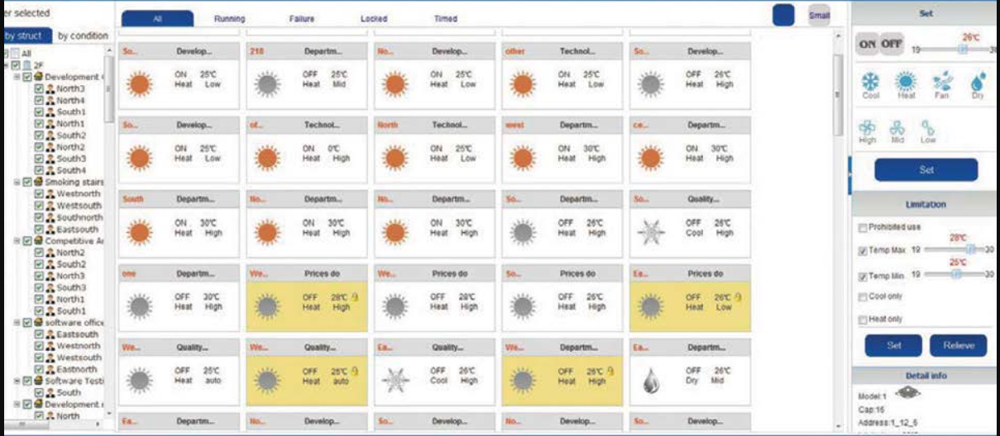 er selected
by struct by condition
All
2F
Development
North3
North4
South1
North1
South2
North2
South3
South4
Smoking stairs
Westnorth
Westsouth
Southnorth
Eastsouth
Competitive
North2
South2
North3
South3
North1
South1
software office
Eastsouth
Westnorth
Westsouth
Eastnorth
Software Testi
South
Development
North
All Running Failure Locked Timed Small
So... Develop... 218 Departm... No... Develop... other Technol... So... Develop...
ON 25℃ OFF 25℃ ON 25℃ ON 25℃ OFF 26℃
Heat Low Heat Mid Heat Low Heat Low Heat High
So... Develop... of... Technol... North Technol... west Departm... ce... Departm...
ON 25℃ ON 0℃ ON 25℃ ON 30℃ ON 30℃
Heat Low Heat High Heat Low Heat High Heat High
South Departm... No... Departm... No... Departm... So... Departm... So... Quality...
ON 30℃ ON 30℃ ON 30℃ OFF 26℃ OFF 26℃
Heat High Heat High Heat High Heat High Cool High
one Departm... We... Prices do We... Prices do So... Prices do Ea... Prices do
OFF 30℃ OFF 28℃ OFF 28℃ OFF 26℃ OFF 26℃
Heat High Heat High Heat High Heat High Heat Low
We... Quality... We... Quality... Ea... Quality... We... Departm... Ea... Departm...
OFF 25℃ OFF 25℃ OFF 26℃ OFF 26℃ OFF 26℃
Heat auto Heat auto Cool High Heat High Dry Mid
Ea... Departm... No... Develop... So... Develop... No... Develop... So... Develop...
Set
26℃
ON OFF 19 30
Cool Heat Fan Dry
High Mid Low
Set
Limitation
Prohibited use
28℃
Temp Max 19 30
25℃
Temp Min 19 30
Cool only
Heat only
Set Relieve
Detail info
Model:1
Cap:16
Address:1_12_6